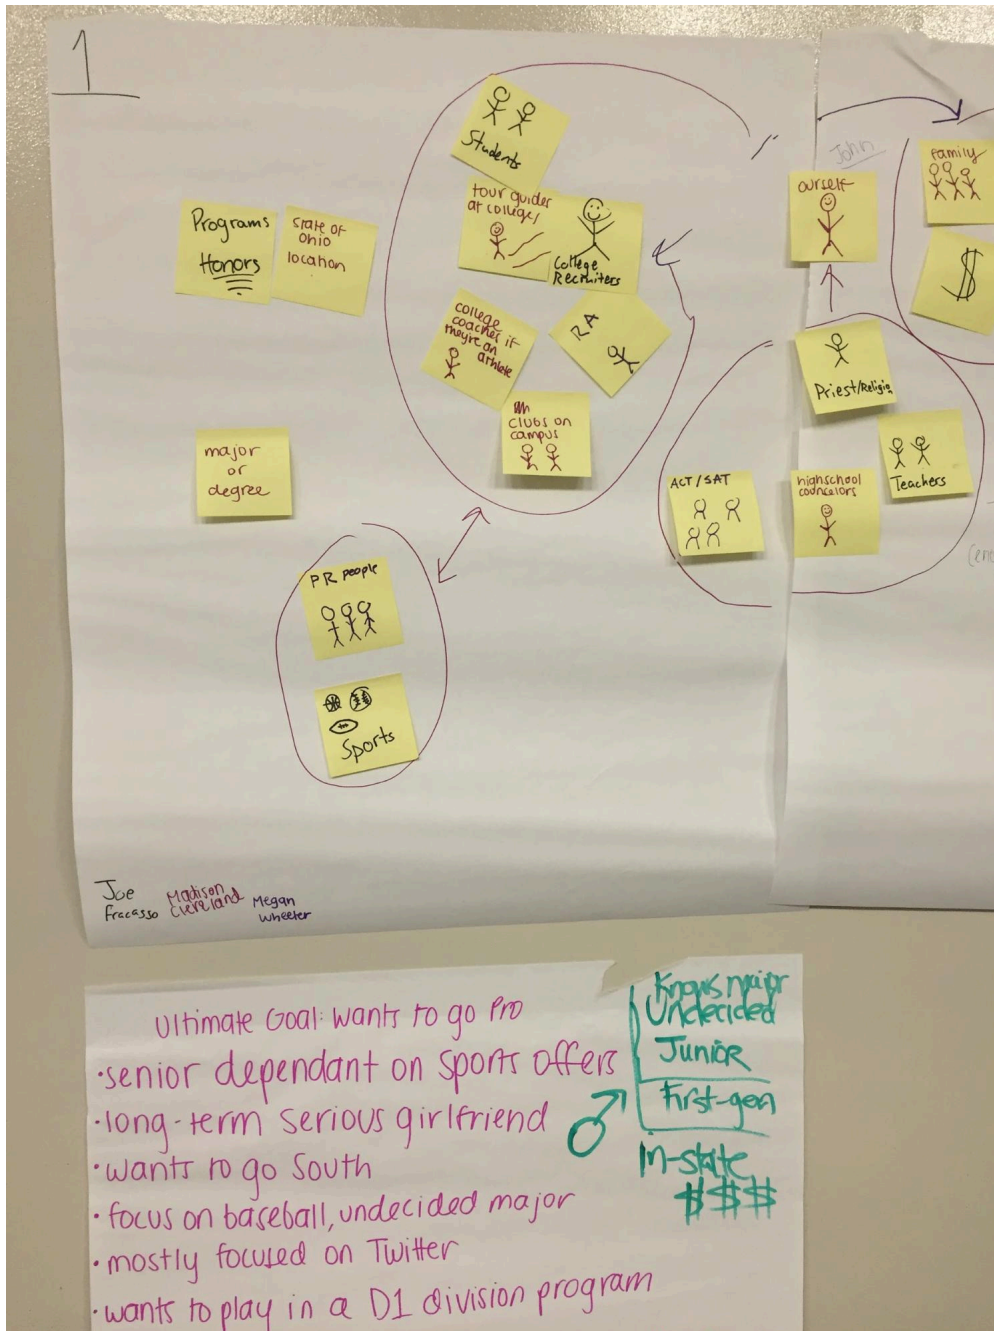 1
Students
tour guides
at college/
College
Recruiters
Programs
Honors
State of
Ohio
location
college
coaches if
theyre an
athlete
RA
clubs on
campus
major
or
degree
PR people
Sports
John
ourself
family
$
Priest/Religio
Teachers
highschool
councelors
ACT/SAT
Joe
Fracasso
Madison
Cleveland
Megan
Wheeler
Ultimate Goal: wants to go Pro
•senior dependant on sports offers
•long-term serious girlfriend
•wants to go South
•focus on baseball, undecided major
•mostly focused on Twitter
•wants to play in a D1 division program
Knows major
Undecided
Junior
First-gen
In-state
$$$